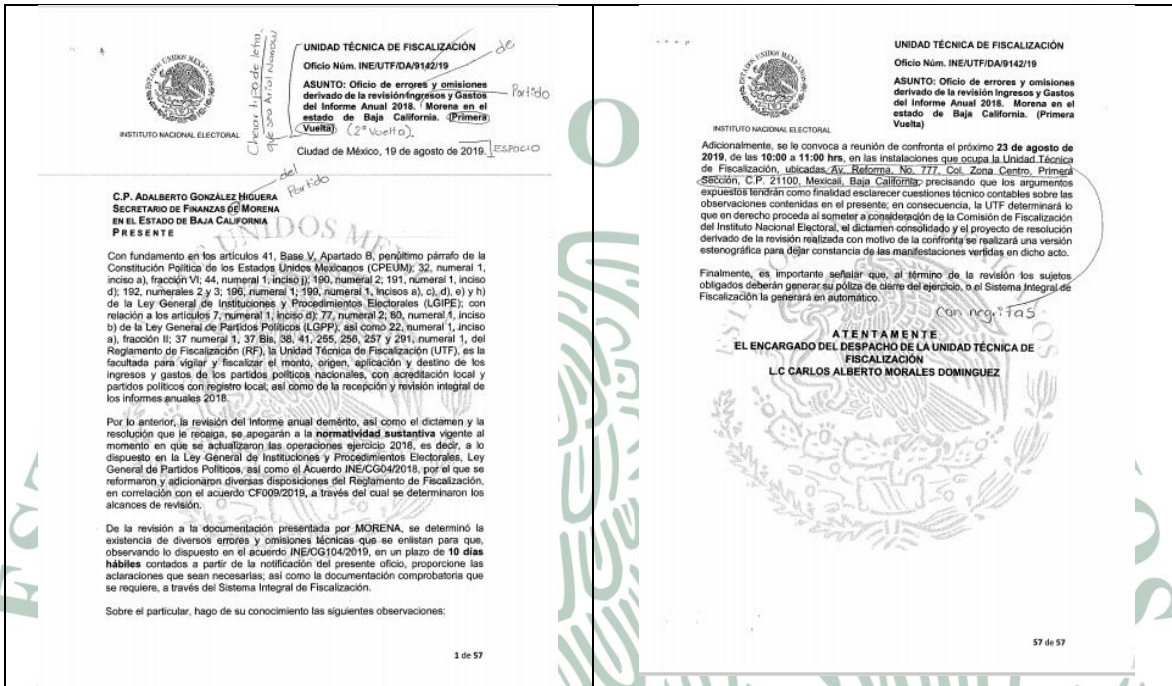 UNIDAD TÉCNICA DE FISCALIZACIÓN
Oficio Núm. INE/UTF/DA/9142/19
ASUNTO: Oficio de errores y omisiones
derivado de la revisión Ingresos y Gastos
del Informe Anual 2018. Morena en el
estado de Baja California. (Primera
Vuelta)
(2ª Vuelta).
de
Partido
Checar tipo de letra,
que sea Arial Narrow
INSTITUTO NACIONAL ELECTORAL
Ciudad de México, 19 de agosto de 2019.
ESPACIO
del
Partido
C.P. ADALBERTO GONZÁLEZ HIGUERA
SECRETARIO DE FINANZAS DE MORENA
EN EL ESTADO DE BAJA CALIFORNIA
P R E S E N T E
Con fundamento en los artículos 41, Base V, Apartado B, penúltimo párrafo de la
Constitución Política de los Estados Unidos Mexicanos (CPEUM); 32, numeral 1,
inciso a), fracción VI; 44, numeral 1, inciso j); 190, numeral 2; 191, numeral 1, inciso
d); 192, numerales 2 y 3; 196, numeral 1; 199, numeral 1, incisos a), c), d), e) y h)
de la Ley General de Instituciones y Procedimientos Electorales (LGIPE); con
relación a los artículos 7, numeral 1, inciso d); 77, numeral 2; 80, numeral 1, inciso
b) de la Ley General de Partidos Políticos (LGPP); así como 22, numeral 1, inciso
a), fracción II; 37 numeral 1, 37 Bis, 38, 41, 255, 256, 257 y 291, numeral 1, del
Reglamento de Fiscalización (RF), la Unidad Técnica de Fiscalización (UTF), es la
facultada para vigilar y fiscalizar el monto, origen, aplicación y destino de los
ingresos y gastos de los partidos políticos nacionales, con acreditación local y
partidos políticos con registro local; así como de la recepción y revisión integral de
los informes anuales 2018.
Por lo anterior, la revisión del Informe anual demérito, así como el dictamen y la
resolución que le recaiga, se apegarán a la normatividad sustantiva vigente al
momento en que se actualizaron las operaciones ejercicio 2018, es decir, a lo
dispuesto en la Ley General de Instituciones y Procedimientos Electorales, Ley
General de Partidos Políticos, así como el Acuerdo INE/CG04/2018, por el que se
reformaron y adicionaron diversas disposiciones del Reglamento de Fiscalización,
en correlación con el acuerdo CF009/2019, a través del cual se determinaron los
alcances de revisión.
De la revisión a la documentación presentada por MORENA, se determinó la
existencia de diversos errores y omisiones técnicas que se enlistan para que,
observando lo dispuesto en el acuerdo INE/CG104/2019, en un plazo de 10 días
hábiles contados a partir de la notificación del presente oficio, proporcione las
aclaraciones que sean necesarias; así como la documentación comprobatoria que
se requiere, a través del Sistema Integral de Fiscalización.
Sobre el particular, hago de su conocimiento las siguientes observaciones:
1 de 57
UNIDAD TÉCNICA DE FISCALIZACIÓN
Oficio Núm. INE/UTF/DA/9142/19
ASUNTO: Oficio de errores y omisiones
derivado de la revisión Ingresos y Gastos
del Informe Anual 2018. Morena en el
estado de Baja California. (Primera
Vuelta)
INSTITUTO NACIONAL ELECTORAL
Adicionalmente, se le convoca a reunión de confronta el próximo 23 de agosto de
2019, de las 10:00 a 11:00 hrs, en las instalaciones que ocupa la Unidad Técnica
de Fiscalización, ubicadas Av. Reforma. No. 777, Col. Zona Centro, Primera
Sección, C.P. 21100, Mexicali, Baja California, precisando que los argumentos
expuestos tendrán como finalidad esclarecer cuestiones técnico contables sobre las
observaciones contenidas en el presente; en consecuencia, la UTF determinará lo
que en derecho proceda al someter a consideración de la Comisión de Fiscalización
del Instituto Nacional Electoral, el dictamen consolidado y el proyecto de resolución
derivado de la revisión realizada con motivo de la confronta se realizará una versión
estenográfica para dejar constancia de las manifestaciones vertidas en dicho acto.
Finalmente, es importante señalar que, al término de la revisión los sujetos
obligados deberán generar su póliza de cierre del ejercicio, o el Sistema Integral de
Fiscalización la generará en automático.
Con negritas
A T E N T A M E N T E
EL ENCARGADO DEL DESPACHO DE LA UNIDAD TÉCNICA DE
FISCALIZACIÓN
L.C CARLOS ALBERTO MORALES DOMINGUEZ
57 de 57